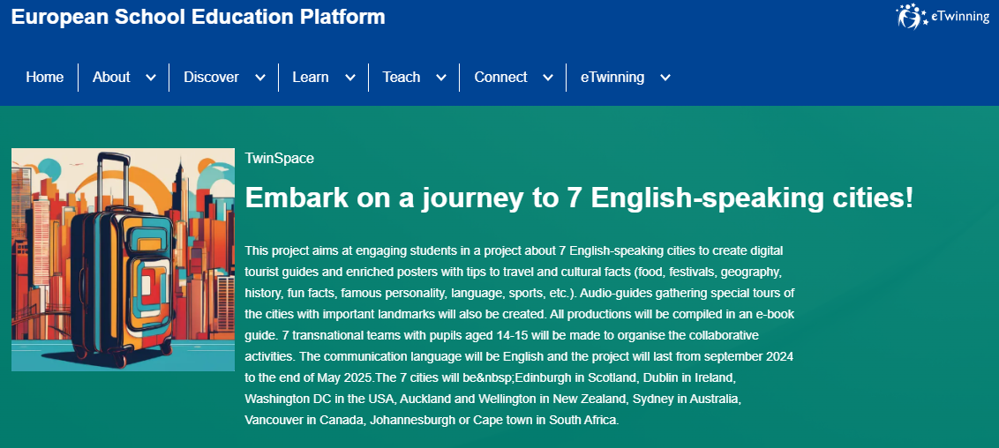 European School Education Platform
eTwinning
Home
About
Discover
Learn
Teach
Connect
eTwinning
TwinSpace
Embark on a journey to 7 English-speaking cities!
This project aims at engaging students in a project about 7 English-speaking cities to create digital
tourist guides and enriched posters with tips to travel and cultural facts (food, festivals, geography,
history, fun facts, famous personality, language, sports, etc.). Audio-guides gathering special tours of
the cities with important landmarks will also be created. All productions will be compiled in an e-book
guide. 7 transnational teams with pupils aged 14-15 will be made to organise the collaborative
activities. The communication language will be English and the project will last from september 2024
to the end of May 2025.The 7 cities will be&nbsp;Edinburgh in Scotland, Dublin in Ireland,
Washington DC in the USA, Auckland and Wellington in New Zealand, Sydney in Australia,
Vancouver in Canada, Johannesburgh or Cape town in South Africa.